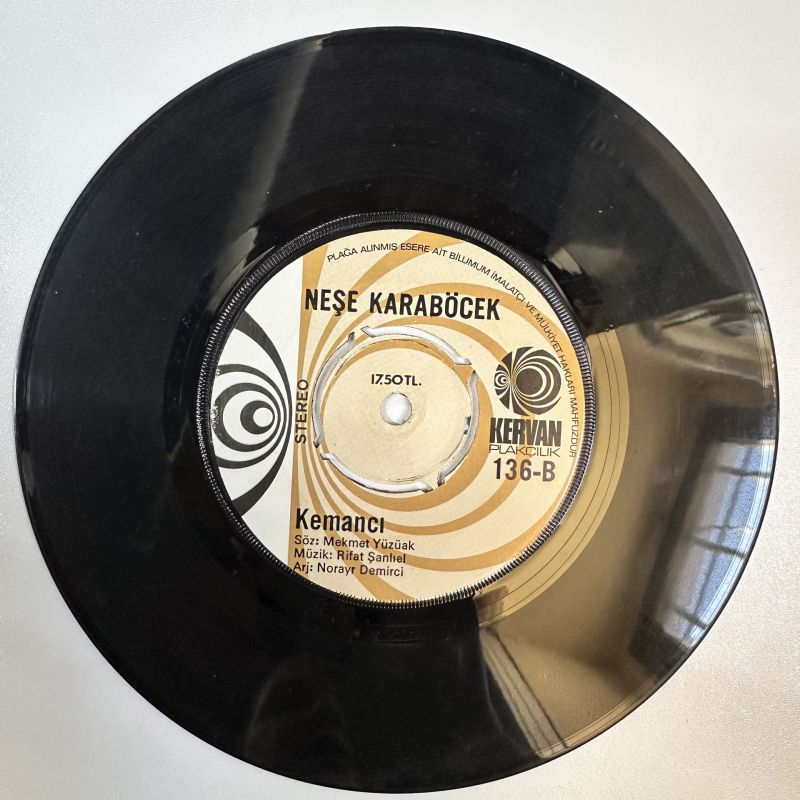 PLAĞA ALINMIŞ ESERE AİT BİLUMUM İMALATÇI VE MÜLKİYET HAKLARI MAHFUZDUR
NEŞE KARABÖCEK
17.50 TL.
STEREO
KERVAN
PLAKÇILIK
136-B
Kemancı
Söz: Mekmet Yüzüak
Müzik: Rifat Şanlıel
Arj: Norayr Demirci